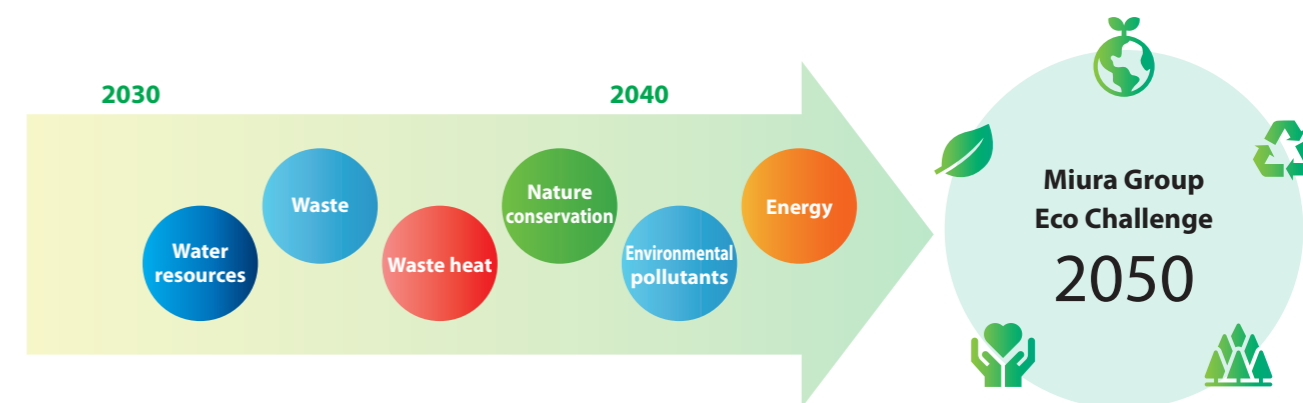 2030
2040
Water
resources
Waste
Waste heat
Nature
conservation
Environmental
pollutants
Energy
Miura Group
Eco Challenge
2050